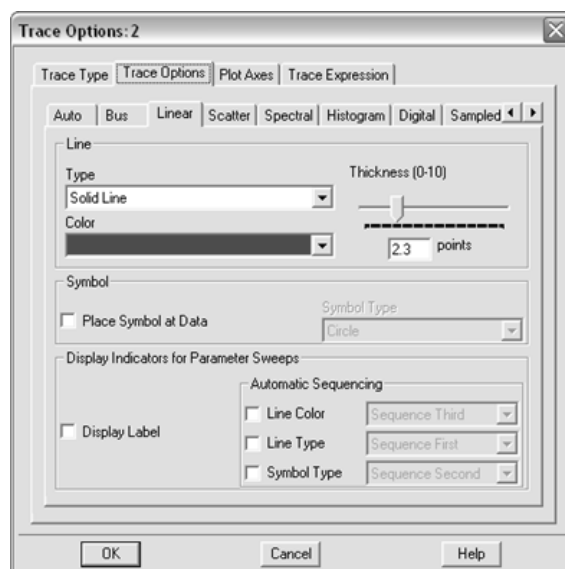 Trace Options: 2
Trace Type Trace Options Plot Axes Trace Expression
Auto Bus Linear Scatter Spectral Histogram Digital Sampled
Line
Type
Thickness (0-10)
Solid Line
Color
2.3 points
Symbol
Place Symbol at Data
Symbol Type
Circle
Display Indicators for Parameter Sweeps
Automatic Sequencing
Display Label
Line Color Sequence Third
Line Type Sequence First
Symbol Type Sequence Second
OK Cancel Help